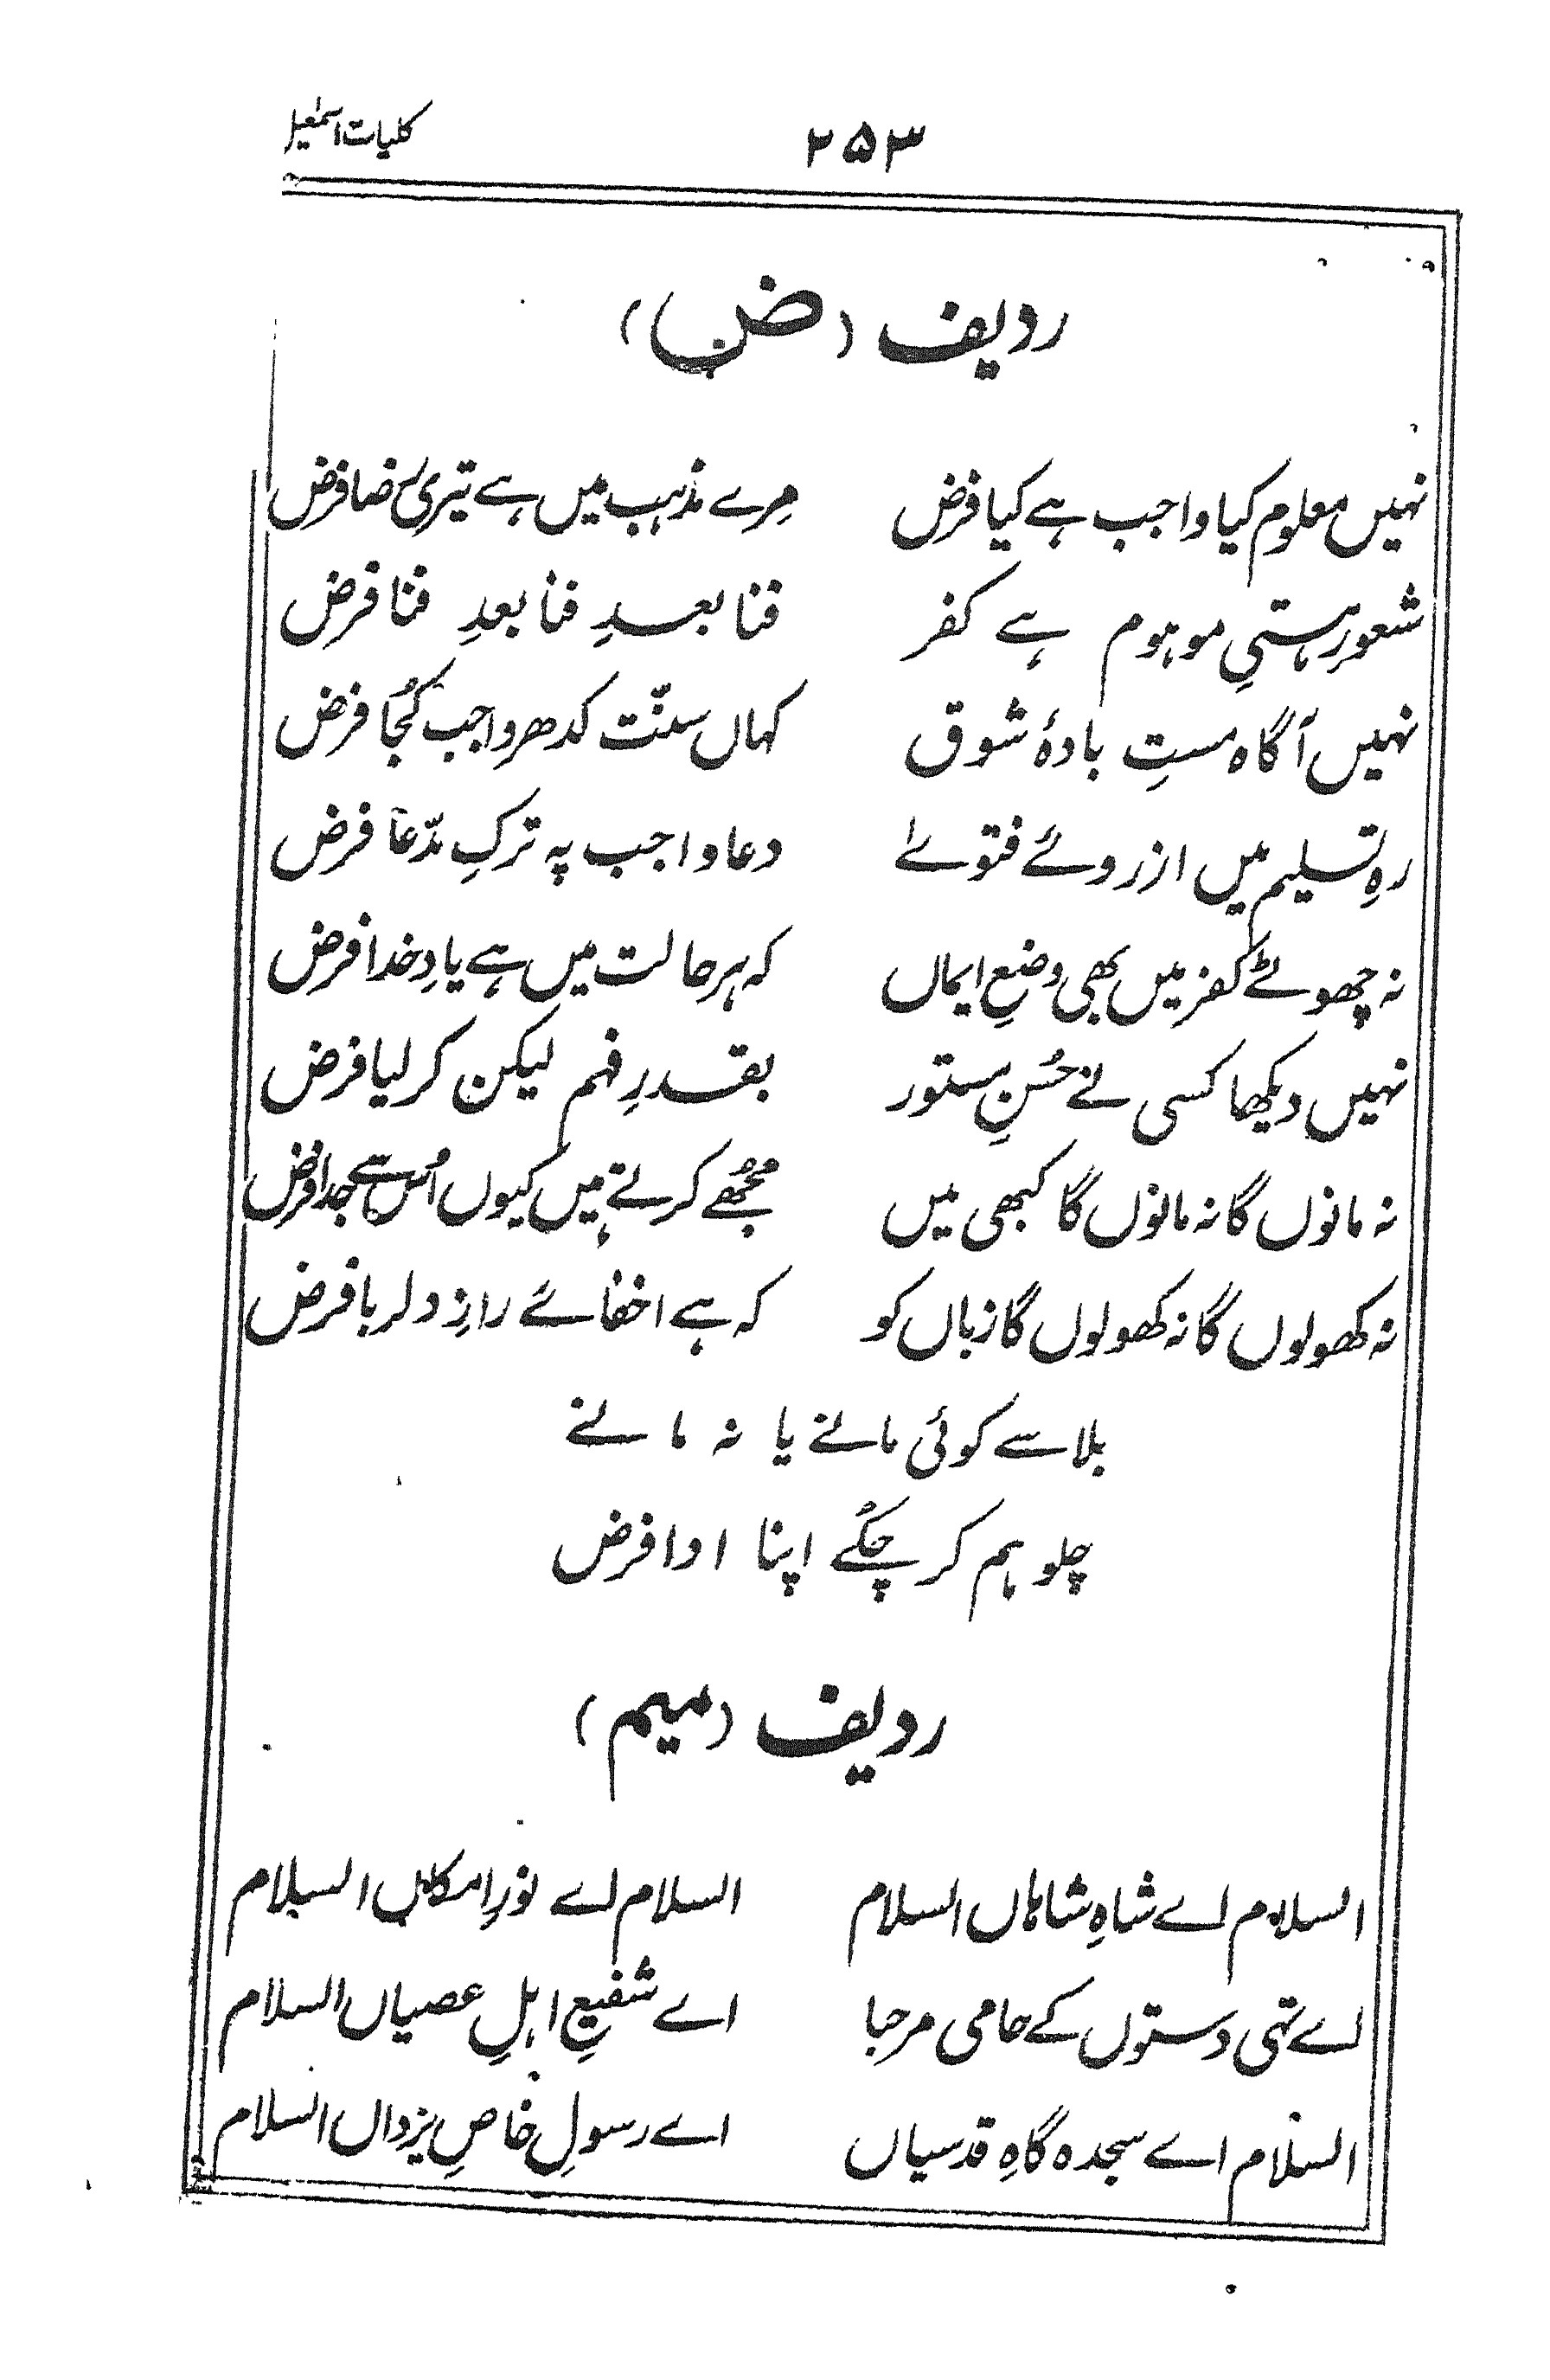 ۲۵۳ کلیات اسمٰعیل
ردیف (ض)
نہیں معلوم کیا واجب ہے کیا فرض مِرے مذہب میں ہے تیری رضا فرض
شعورِ ہستیِ موہوم ہے کفر فنا بعدِ فنا بعدِ فنا فرض
نہیں آگاہ مستِ بادۂ شوق کہاں سنّت کدھر واجب کُجا فرض
رہِ تسلیم میں از روئے فتوےٰ دعا واجب پہ ترکِ مدّعا فرض
نہ چھوٹے کفر میں بھی وضعِ ایماں کہ ہر حالت میں ہے یادِ خدا فرض
نہیں دیکھا کسی نے حُسنِ مستور بقدرِ فہم لیکن کر لیا فرض
نہ مانوں گا نہ مانوں گا کبھی میں مجُھے کرتے ہیں کیوں اُس سے جدا فرض
نہ کھولوں گا نہ کھولوں گا زباں کو کہ ہے اخفائے رازِ دلربا فرض
بلا سے کوئی مانے یا نہ مانے
چلو ہم کر چکُے اپنا ادا فرض
ردیف (میم)
السلام اے شاہِ شاہاں السلام السلام اے نورِ امکاں السلام
اے تہی دستوں کے حامی مرحبا اے شفیعِ اہلِ عصیاں السلام
السلام اے سجدہ گاہِ قدسیاں اے رسولِ خاصِ یزداں السلام